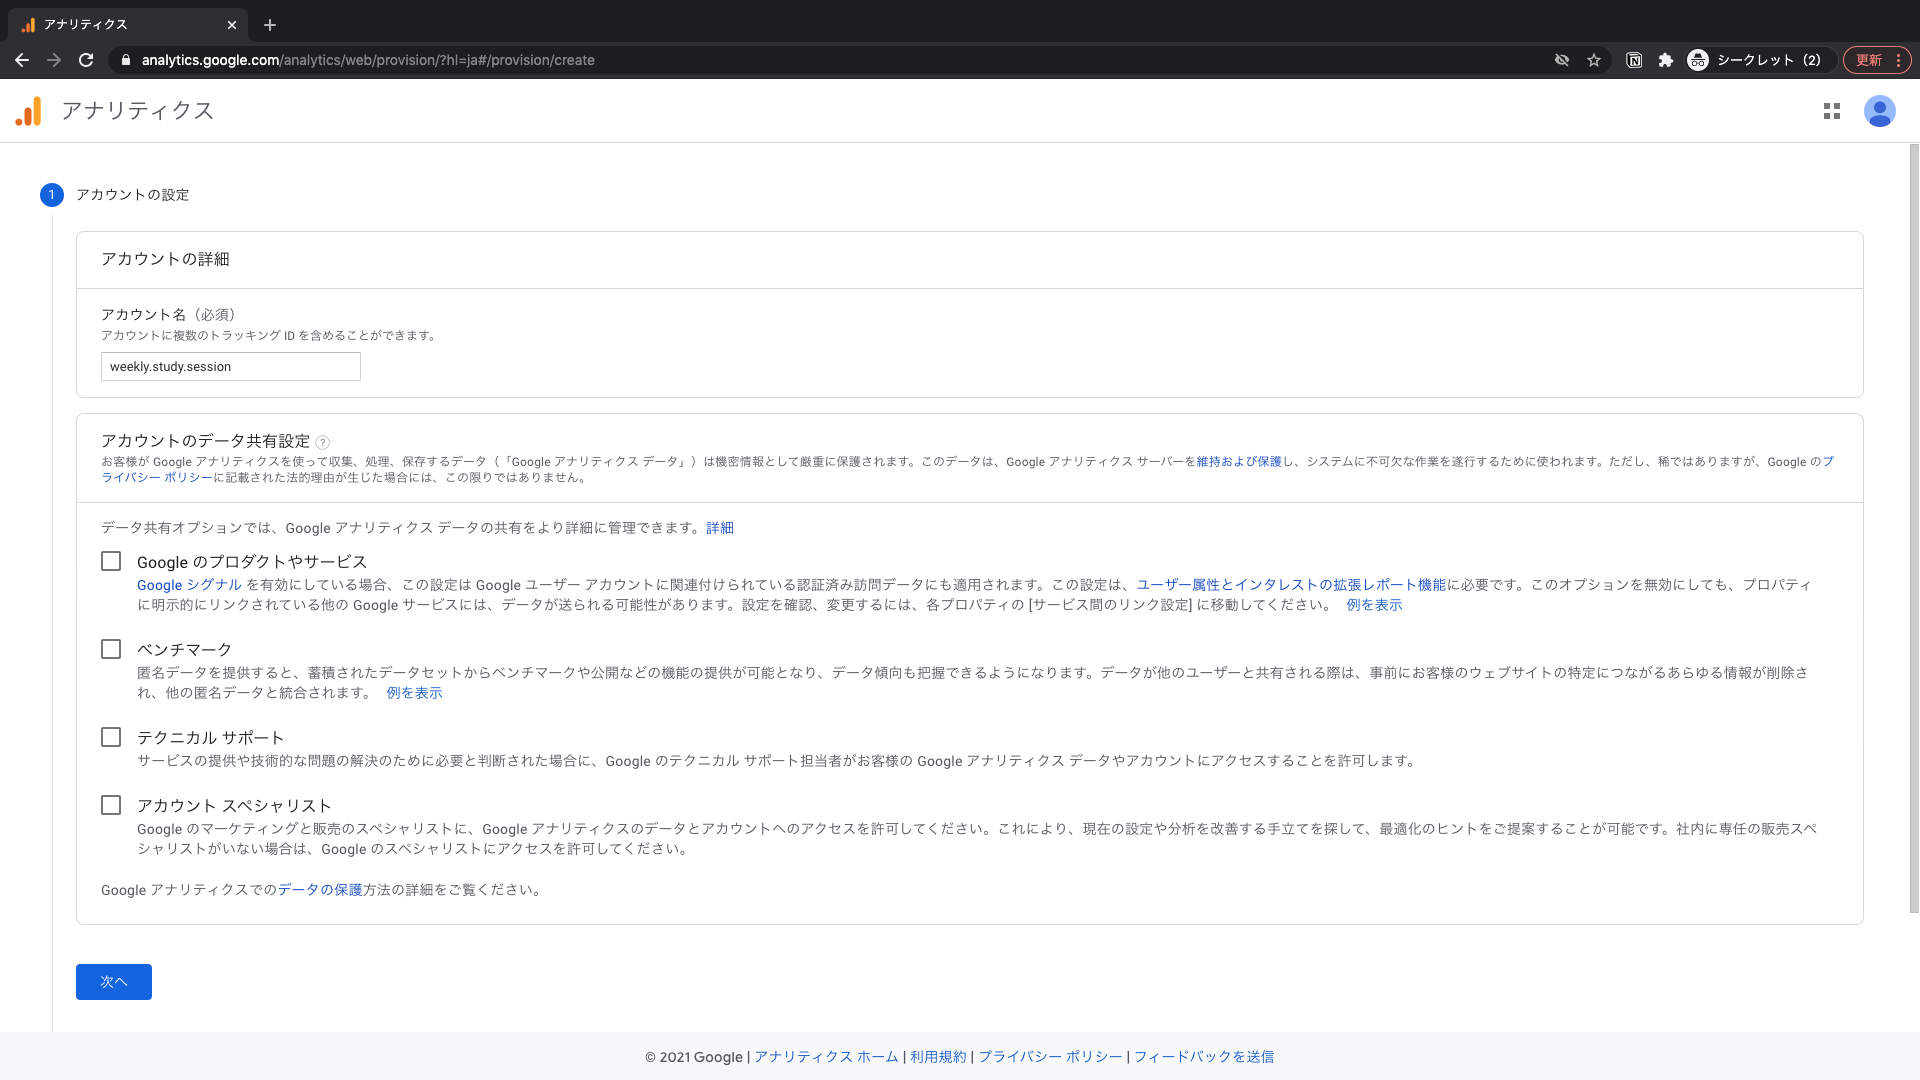 アナリティクス
analytics.google.com/analytics/web/provision/?hl=ja#/provision/create
シークレット（2）
更新
アナリティクス
1 アカウントの設定
アカウントの詳細
アカウント名（必須）
アカウントに複数のトラッキング ID を含めることができます。
weekly.study.session
アカウントのデータ共有設定 ?
お客様が Google アナリティクスを使って収集、処理、保存するデータ（「Google アナリティクス データ」）は機密情報として厳重に保護されます。このデータは、Google アナリティクス サーバーを維持および保護し、システムに不可欠な作業を遂行するために使われます。ただし、稀ではありますが、Google のプ
ライバシー ポリシーに記載された法的理由が生じた場合には、この限りではありません。
データ共有オプションでは、Google アナリティクス データの共有をより詳細に管理できます。詳細
Google のプロダクトやサービス
Google シグナル を有効にしている場合、この設定は Google ユーザー アカウントに関連付けられている認証済み訪問データにも適用されます。この設定は、ユーザー属性とインタレストの拡張レポート機能に必要です。このオプションを無効にしても、プロパティ
に明示的にリンクされている他の Google サービスには、データが送られる可能性があります。設定を確認、変更するには、各プロパティの [サービス間のリンク設定] に移動してください。 例を表示
ベンチマーク
匿名データを提供すると、蓄積されたデータセットからベンチマークや公開などの機能の提供が可能となり、データ傾向も把握できるようになります。データが他のユーザーと共有される際は、事前にお客様のウェブサイトの特定につながるあらゆる情報が削除さ
れ、他の匿名データと統合されます。 例を表示
テクニカル サポート
サービスの提供や技術的な問題の解決のために必要と判断された場合に、Google のテクニカル サポート担当者がお客様の Google アナリティクス データやアカウントにアクセスすることを許可します。
アカウント スペシャリスト
Google のマーケティングと販売のスペシャリストに、Google アナリティクスのデータとアカウントへのアクセスを許可してください。これにより、現在の設定や分析を改善する手立てを探して、最適化のヒントをご提案することが可能です。社内に専任の販売スペ
シャリストがいない場合は、Google のスペシャリストにアクセスを許可してください。
Google アナリティクスでのデータの保護方法の詳細をご覧ください。
次へ
© 2021 Google | アナリティクス ホーム | 利用規約 | プライバシー ポリシー | フィードバックを送信